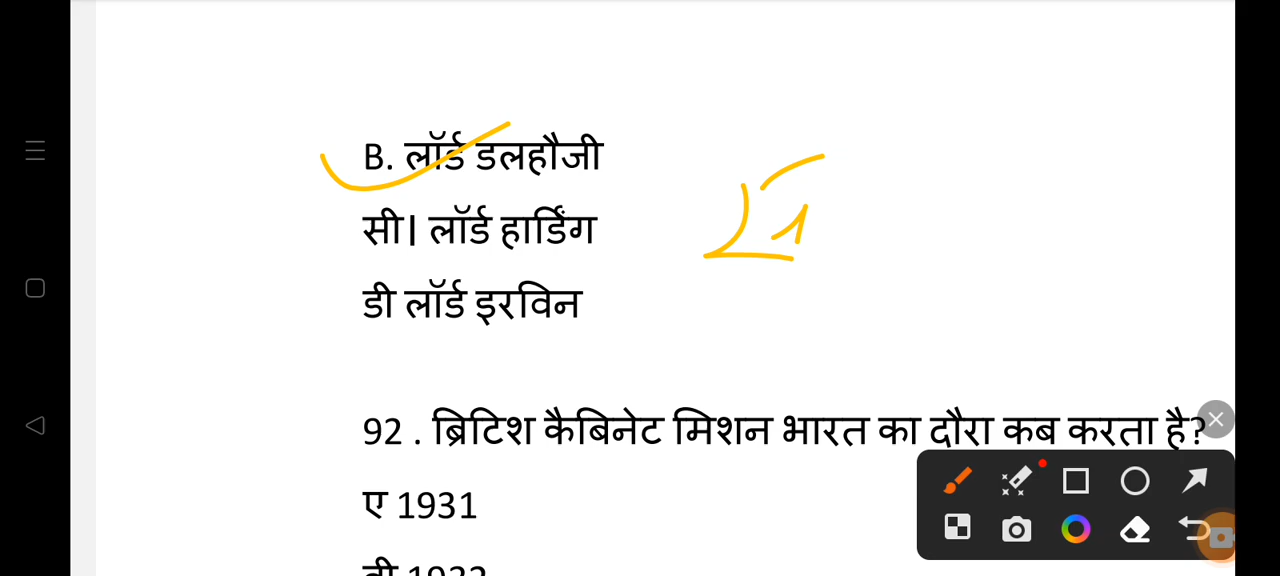 B. लॉर्ड डलहौजी
सी। लॉर्ड हार्डिंग
डी लॉर्ड इरविन
92 . ब्रिटिश कैबिनेट मिशन भारत का दौरा कब करता है?
ए 1931